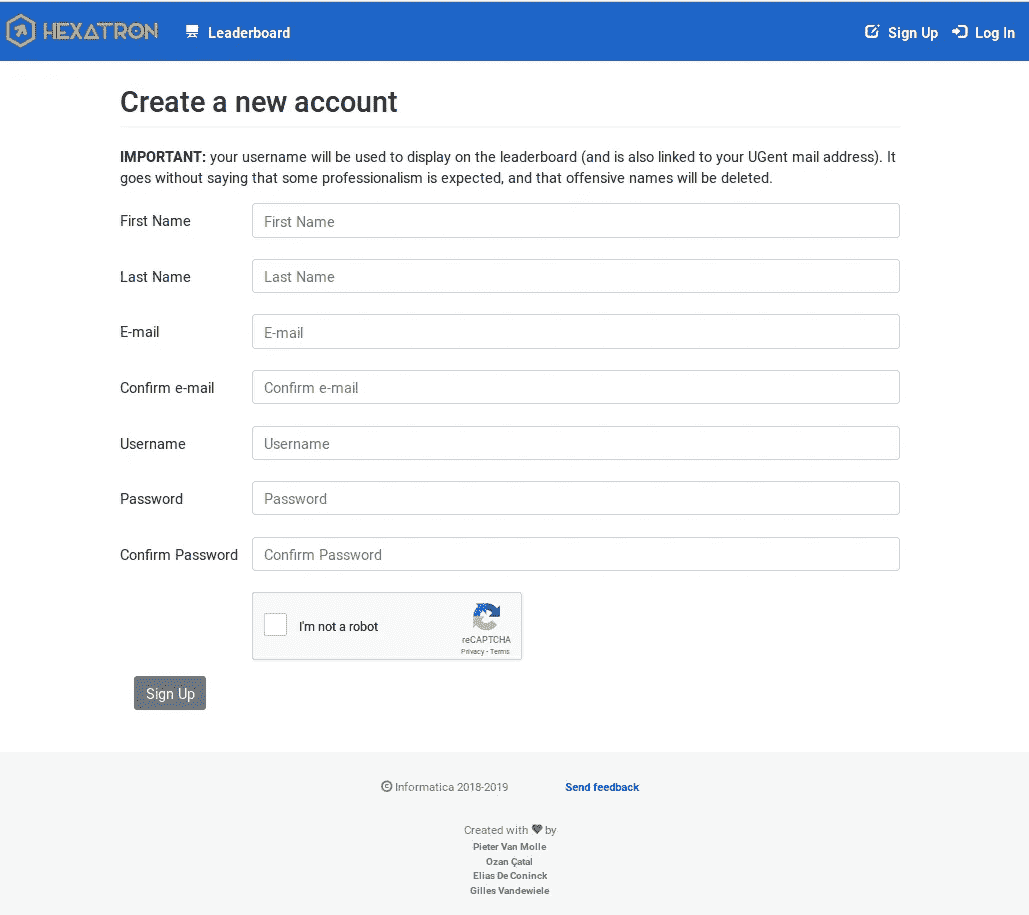 HEXATRON Leaderboard Sign Up Log In
Create a new account
IMPORTANT: your username will be used to display on the leaderboard (and is also linked to your UGent mail address). It
goes without saying that some professionalism is expected, and that offensive names will be deleted.
First Name First Name
Last Name Last Name
E-mail E-mail
Confirm e-mail Confirm e-mail
Username Username
Password Password
Confirm Password Confirm Password
I'm not a robot
reCAPTCHA
Privacy - Terms
Sign Up
© Informatica 2018-2019 Send feedback
Created with ♥ by
Pieter Van Molle
Ozan Çatal
Elias De Coninck
Gilles Vandewiele